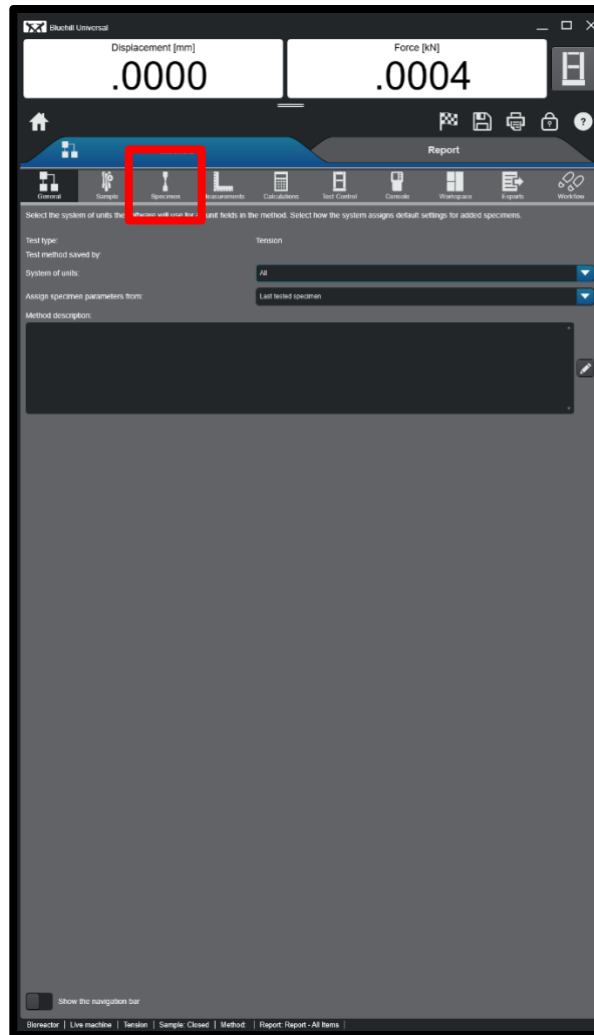 Bluehill Universal
Displacement [mm]
.0000
Force [kN]
.0004
Report
General
Sample
Specimen
Measurements
Calculations
Test Control
Console
Workspace
Exports
Workflow
Select the system of units the software will use for all unit fields in the method. Select how the system assigns default settings for added specimens.
Test type:
Tension
Test method saved by:
System of units:
All
Assign specimen parameters from:
Last tested specimen
Method description:
Show the navigation bar
Bioreactor | Live machine | Tension | Sample: Closed | Method: | Report: Report - All Items |